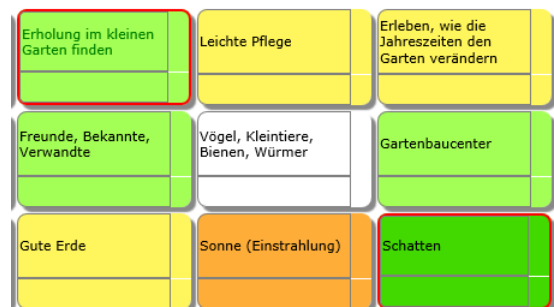 Erholung im kleinen
Garten finden
Leichte Pflege
Erleben, wie die
Jahreszeiten den
Garten verändern
Freunde, Bekannte,
Verwandte
Vögel, Kleintiere,
Bienen, Würmer
Gartenbaucenter
Gute Erde
Sonne (Einstrahlung)
Schatten